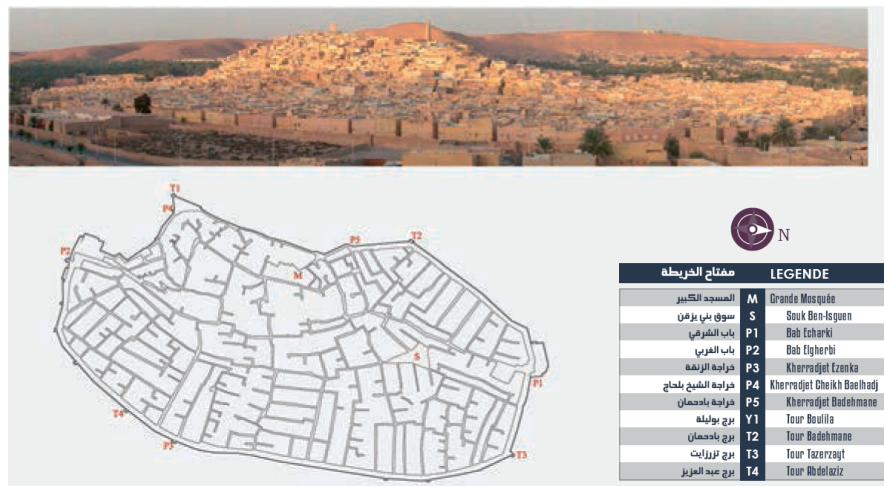 T1
P4
P5
T2
P2
M
N
S
P1
T4
P3
T3
مفتاح الخريطة LEGENDE
المسجد الكبير M Grande Mosquée
سوق بني يزقن S Souk Ben-Isguen
باب الشرقي P1 Bab Echarki
باب الغربي P2 Bab Elgherbi
خراجة الزنقة P3 Kherradjet Ezenka
خراجة الشيخ بلحاج P4 Kherradjet Cheikh Baelhadj
خراجة بادحمان P5 Kherradjet Badehmane
برج بوليلة Y1 Tour Boulila
برج بادحمان T2 Tour Badehmane
برج تزرزايت T3 Tour Tazerzayt
برج عبد العزيز T4 Tour Abdelaziz